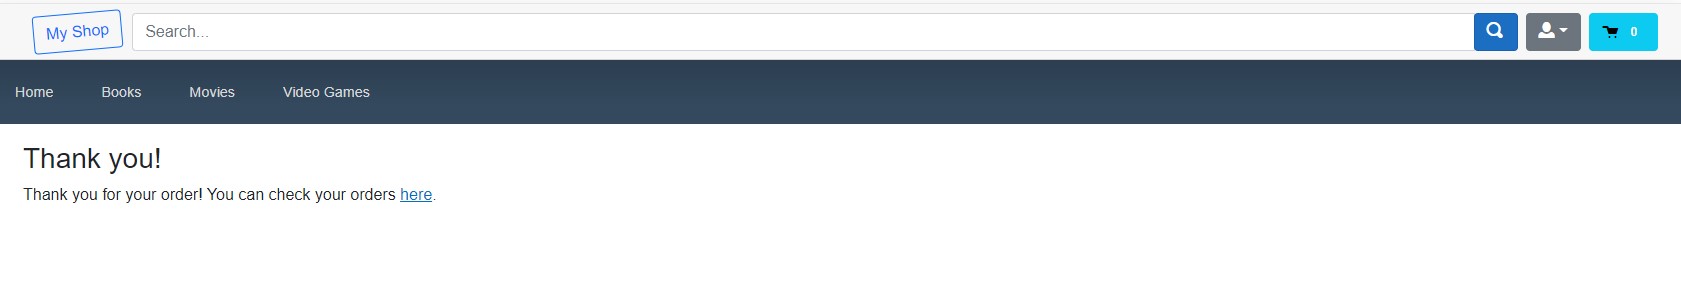 My Shop
Search...
0
Home
Books
Movies
Video Games
Thank you!
Thank you for your order! You can check your orders here.